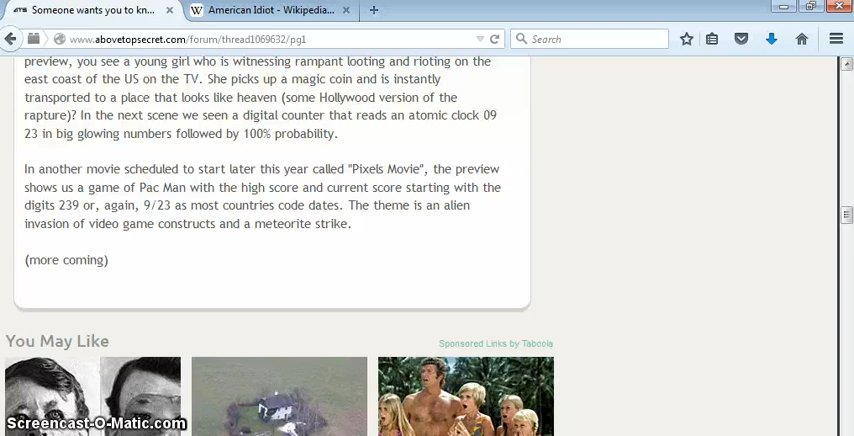 Someone wants you to kn...
American Idiot - Wikipedia...
www.abovetopsecret.com/forum/thread1069632/pg1
Search
preview, you see a young girl who is witnessing rampant looting and rioting on the
east coast of the US on the TV. She picks up a magic coin and is instantly
transported to a place that looks like heaven (some Hollywood version of the
rapture)? In the next scene we seen a digital counter that reads an atomic clock 09
23 in big glowing numbers followed by 100% probability.
In another movie scheduled to start later this year called "Pixels Movie", the preview
shows us a game of Pac Man with the high score and current score starting with the
digits 239 or, again, 9/23 as most countries code dates. The theme is an alien
invasion of video game constructs and a meteorite strike.
(more coming)
You May Like
Sponsored Links by Taboola
Screencast-O-Matic.com